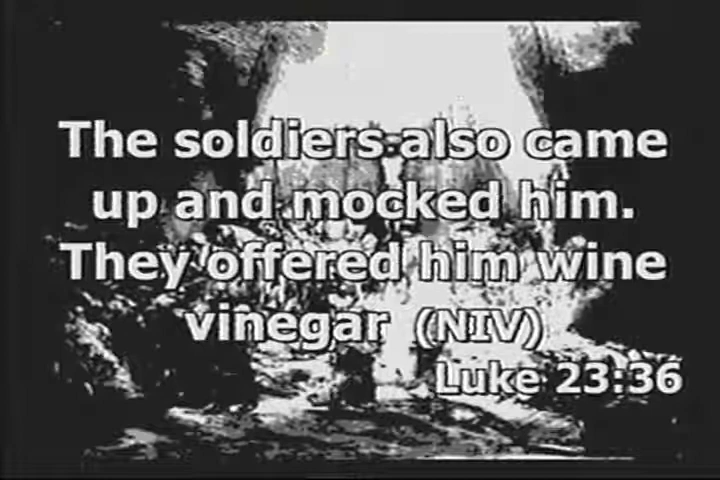 The soldiers also came
up and mocked him.
They offered him wine
vinegar (NIV)
Luke 23:36